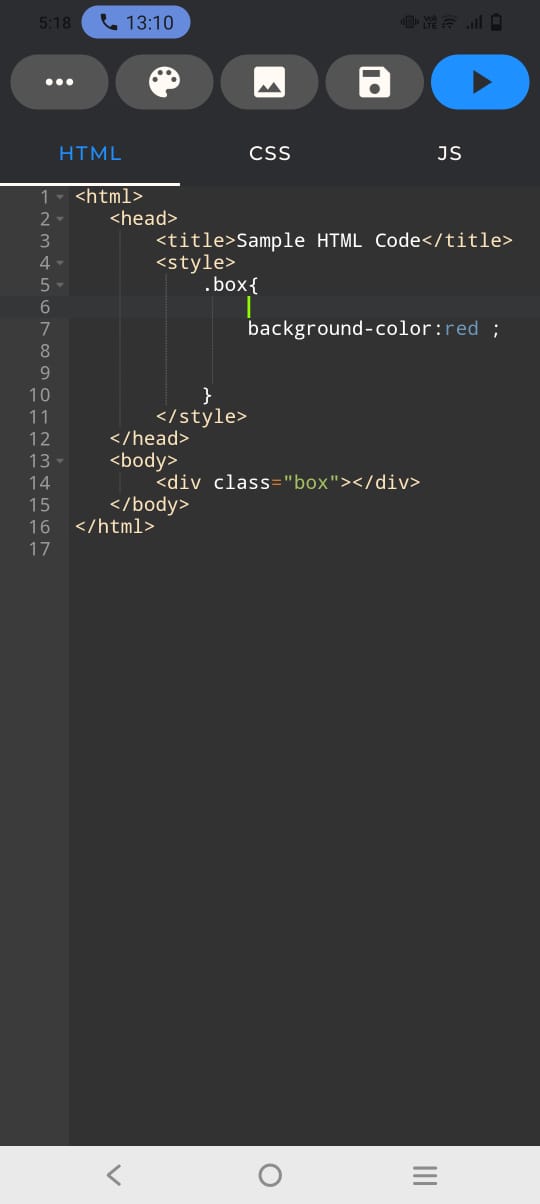 5:18 13:10 Vo LTE
HTML CSS JS
1 <html>
2 <head>
3 <title>Sample HTML Code</title>
4 <style>
5 .box{
6
7 background-color:red ;
8
9
10 }
11 </style>
12 </head>
13 <body>
14 <div class="box"></div>
15 </body>
16 </html>
17